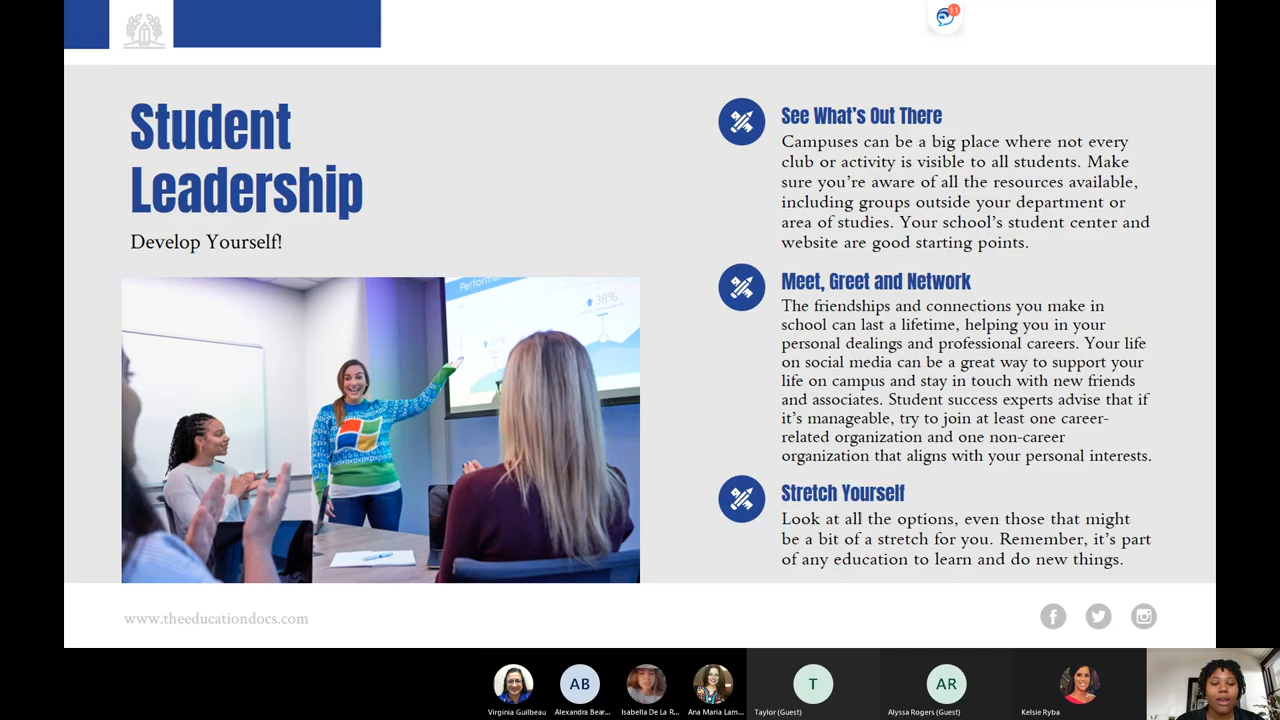 11
Student
Leadership
Develop Yourself!
Performa
38%
22%
See What's Out There
Campuses can be a big place where not every
club or activity is visible to all students. Make
sure you're aware of all the resources available,
including groups outside your department or
area of studies. Your school's student center and
website are good starting points.
Meet, Greet and Network
The friendships and connections you make in
school can last a lifetime, helping you in your
personal dealings and professional careers. Your life
on social media can be a great way to support your
life on campus and stay in touch with new friends
and associates. Student success experts advise that if
it's manageable, try to join at least one career-
related organization and one non-career
organization that aligns with your personal interests.
Stretch Yourself
Look at all the options, even those that might
be a bit of a stretch for you. Remember, it's part
of any education to learn and do new things.
www.theeducationdocs.com
AB
T
AR
Virginia Guilbeau
Alexandra Bear...
Isabella De La R...
Ana Maria Lam...
Taylor (Guest)
Alyssa Rogers (Guest)
Kelsie Ryba